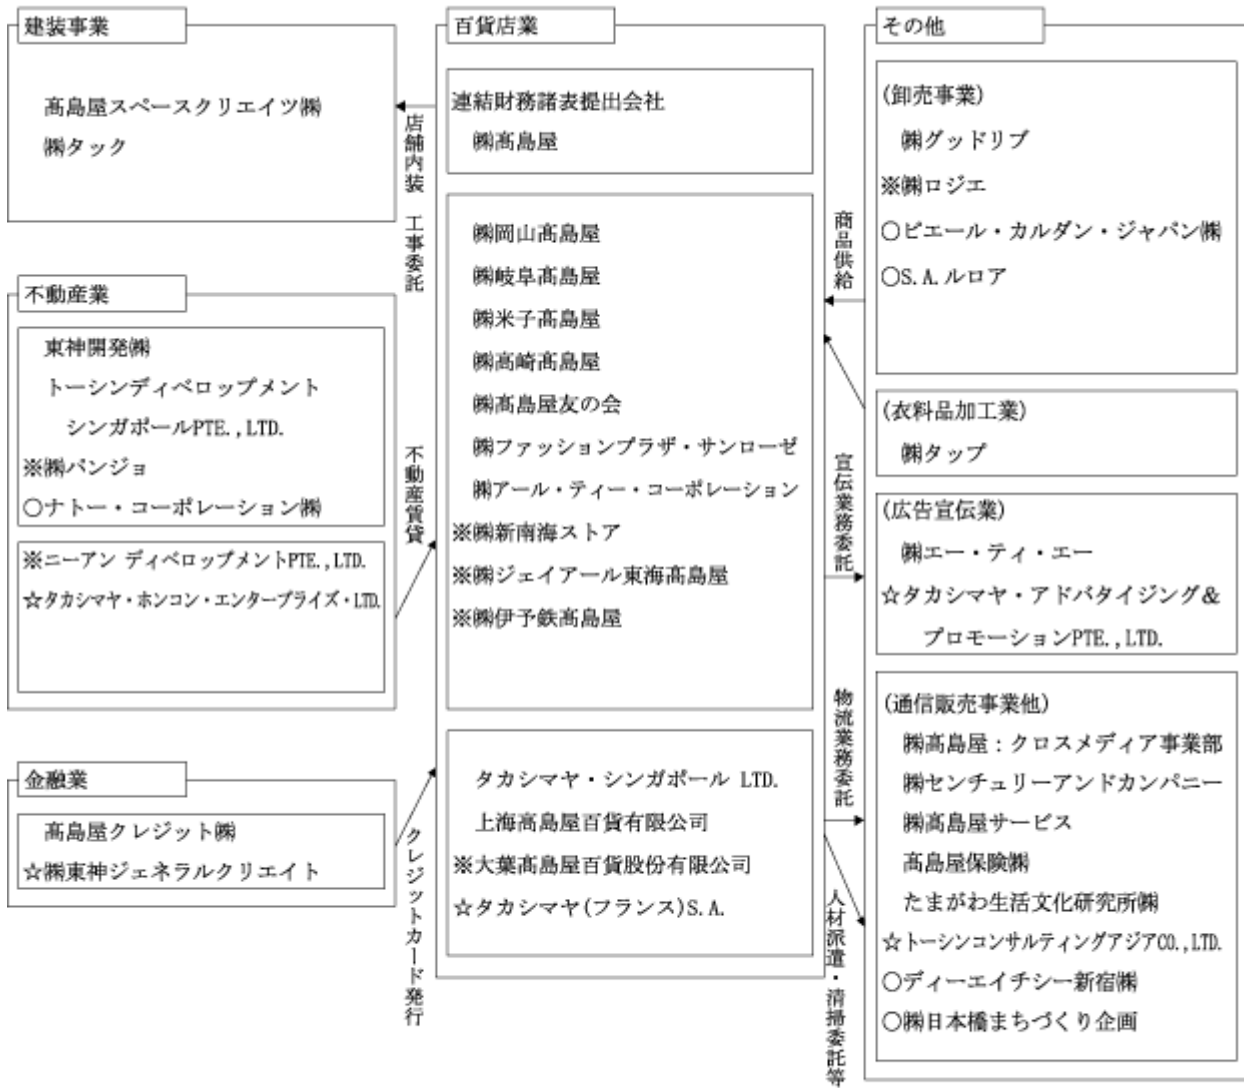 建装事業
髙島屋スペースクリエイツ㈱
㈱タック
不動産業
東神開発㈱
トーシンディベロップメント
シンガポールPTE.,LTD.
※㈱パンジョ
○ナトー・コーポレーション㈱
※ニーアン ディベロップメントPTE.,LTD.
☆タカシマヤ・ホンコン・エンタープライズ・LTD.
金融業
髙島屋クレジット㈱
☆㈱東神ジェネラルクリエイト
店舗内装 工事委託
不動産賃貸
クレジットカード発行
百貨店業
連結財務諸表提出会社
㈱髙島屋
㈱岡山髙島屋
㈱岐阜髙島屋
㈱米子髙島屋
㈱高崎髙島屋
㈱髙島屋友の会
㈱ファッションプラザ・サンローゼ
㈱アール・ティー・コーポレーション
※㈱新南海ストア
※㈱ジェイアール東海髙島屋
※㈱伊予鉄髙島屋
タカシマヤ・シンガポール LTD.
上海高島屋百貨有限公司
※大葉髙島屋百貨股份有限公司
☆タカシマヤ(フランス)S.A.
商品供給
宣伝業務委託
物流業務委託
人材派遣・清掃委託等
その他
(卸売事業)
㈱グッドリブ
※㈱ロジエ
○ピエール・カルダン・ジャパン㈱
○S.A.ルロア
(衣料品加工業)
㈱タップ
(広告宣伝業)
㈱エー・ティ・エー
☆タカシマヤ・アドバタイジング＆
プロモーションPTE.,LTD.
(通信販売事業他)
㈱髙島屋：クロスメディア事業部
㈱センチュリーアンドカンパニー
㈱髙島屋サービス
髙島屋保険㈱
たまがわ生活文化研究所㈱
☆トーシンコンサルティングアジアCO.,LTD.
○ディーエイチシー新宿㈱
○㈱日本橋まちづくり企画